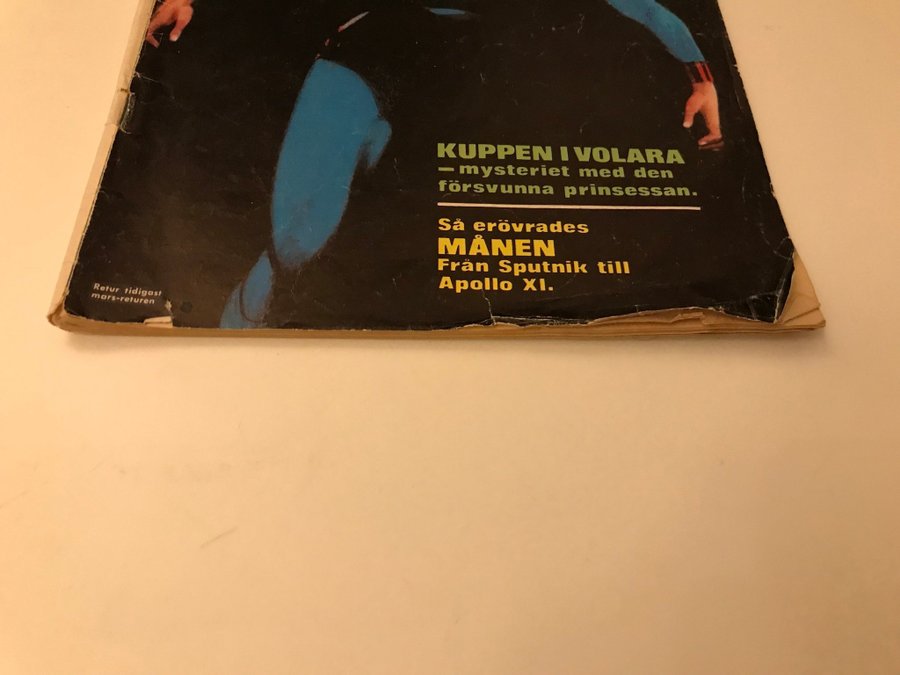 KUPPEN I VOLARA
– mysteriet med den
försvunna prinsessan.
Så erövrades
MÅNEN
Från Sputnik till
Apollo XI.
Retur tidigast
mars-returen